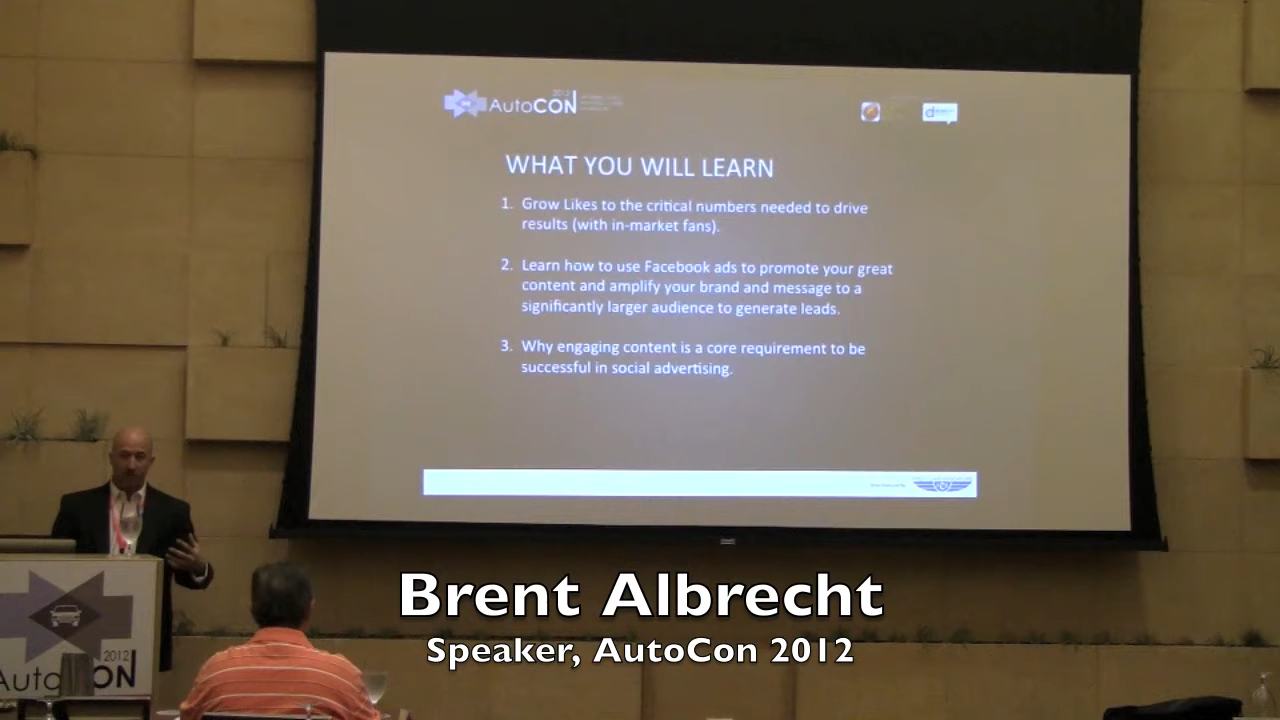 2012
AutoCON
WHAT YOU WILL LEARN
1. Grow Likes to the critical numbers needed to drive
results (with in-market fans).
2. Learn how to use Facebook ads to promote your great
content and amplify your brand and message to a
significantly larger audience to generate leads.
3. Why engaging content is a core requirement to be
successful in social advertising.
Brent Albrecht
Speaker, AutoCon 2012
2012
AutoCON